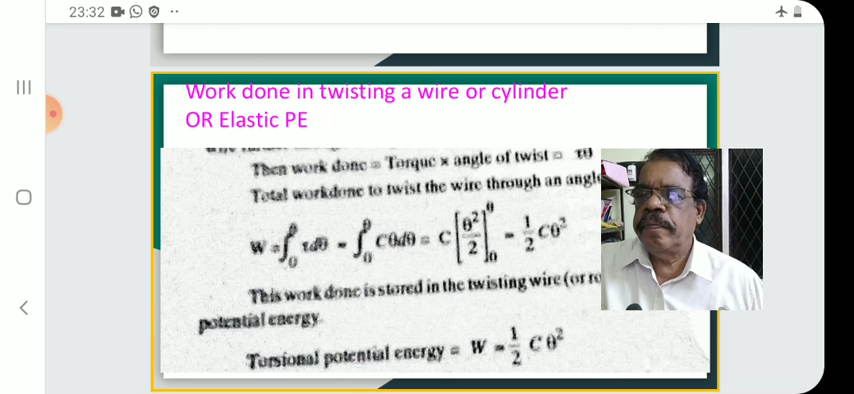 23:32
Work done in twisting a wire or cylinder
OR Elastic PE
Then work done = Torque × angle of twist =
Total workdone to twist the wire through an angle
W = ∫₀^θ τdθ = ∫₀^θ Cθdθ = C[θ²/2]₀^θ = 1/2 Cθ²
This work done is stored in the twisting wire (or
potential energy
Torsional potential energy = W = 1/2 C θ²